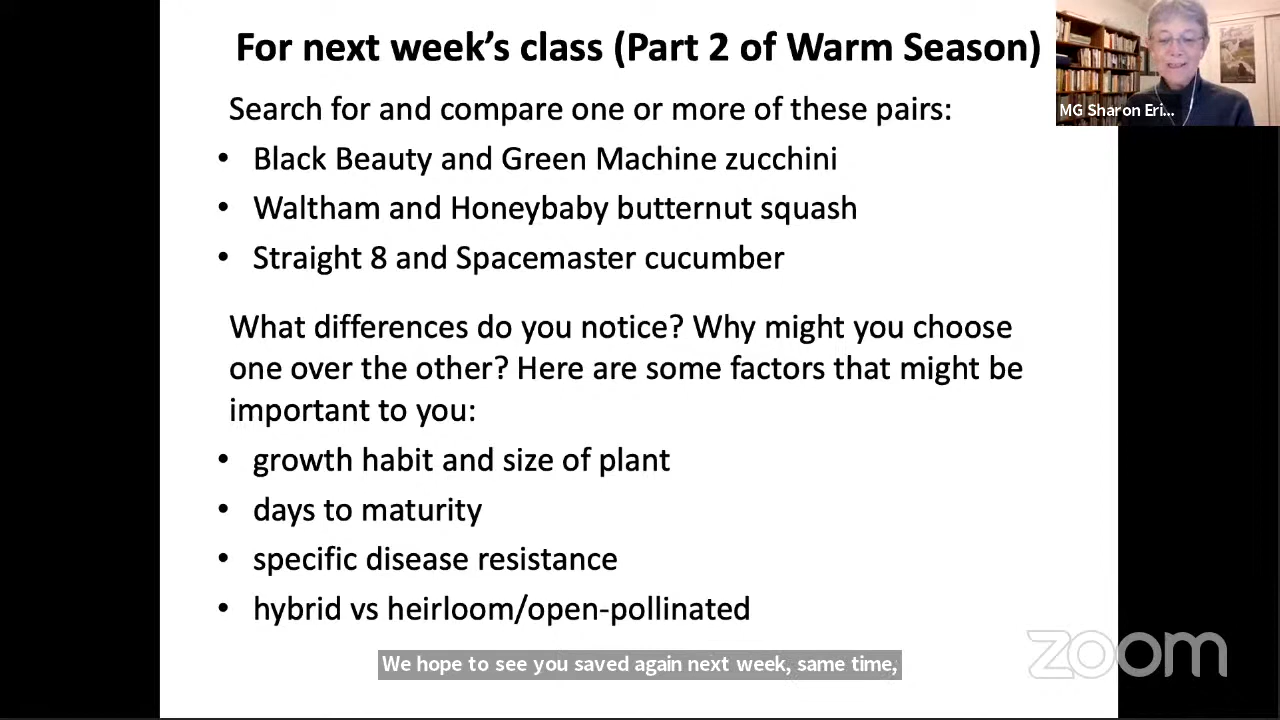 For next week's class (Part 2 of Warm Season)
Search for and compare one or more of these pairs:
• Black Beauty and Green Machine zucchini
• Waltham and Honeybaby butternut squash
• Straight 8 and Spacemaster cucumber
What differences do you notice? Why might you choose
one over the other? Here are some factors that might be
important to you:
• growth habit and size of plant
• days to maturity
• specific disease resistance
• hybrid vs heirloom/open-pollinated
MG Sharon Eri...
We hope to see you saved again next week, same time,
zoom